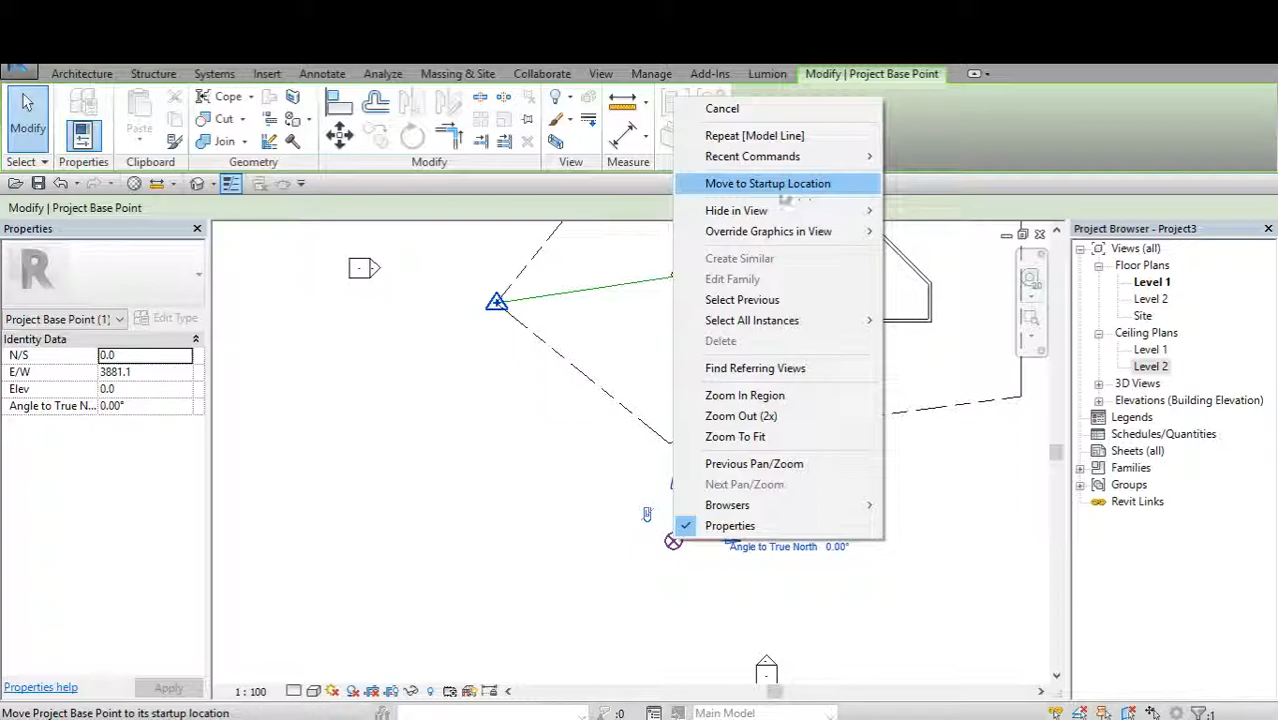 Architecture Structure Systems Insert Annotate Analyze Massing & Site Collaborate View Manage Add-Ins Lumion Modify | Project Base Point
Modify
Paste
Cope
Cut
Join
Select
Properties
Clipboard
Geometry
Modify
View
Measure
Modify | Project Base Point
Properties
Project Base Point (1)
Edit Type
Identity Data
N/S 0.0
E/W 3881.1
Elev 0.0
Angle to True N... 0.00°
Properties help
Apply
Cancel
Repeat [Model Line]
Recent Commands
Move to Startup Location
Hide in View
Override Graphics in View
Create Similar
Edit Family
Select Previous
Select All Instances
Delete
Find Referring Views
Zoom In Region
Zoom Out (2x)
Zoom To Fit
Previous Pan/Zoom
Next Pan/Zoom
Browsers
Properties
Angle to True North 0.00°
Project Browser - Project3
Views (all)
Floor Plans
Level 1
Level 2
Site
Ceiling Plans
Level 1
Level 2
3D Views
Elevations (Building Elevation)
Legends
Schedules/Quantities
Sheets (all)
Families
Groups
Revit Links
1 : 100
Move Project Base Point to its startup location
:0
Main Model
:1